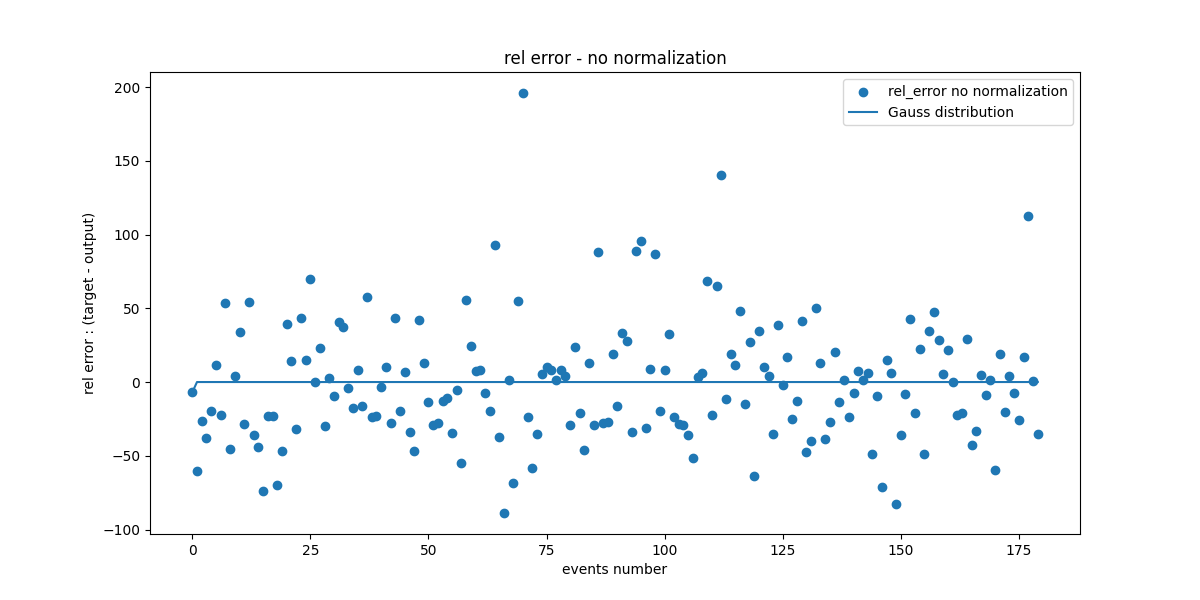 rel error - no normalization
rel_error no normalization
Gauss distribution
rel error : (target - output)
200
150
100
50
0
−50
−100
0 25 50 75 100 125 150 175
events number